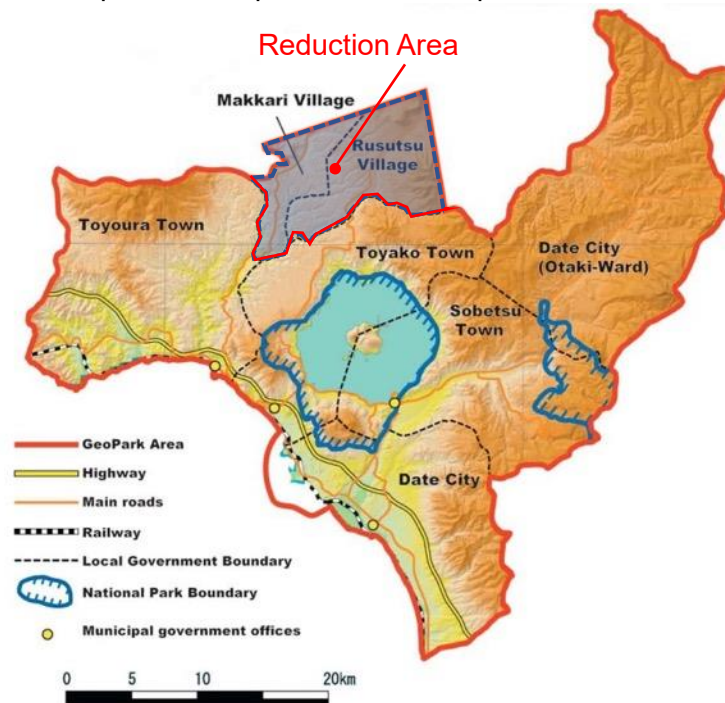 Reduction Area
Makkari Village
Rusutsu
Village
Toyoura Town
Toyako Town
Date City
(Otaki-Ward)
Sobetsu
Town
Date City
GeoPark Area
Highway
Main roads
Railway
Local Government Boundary
National Park Boundary
Municipal government offices
0 5 10 20km